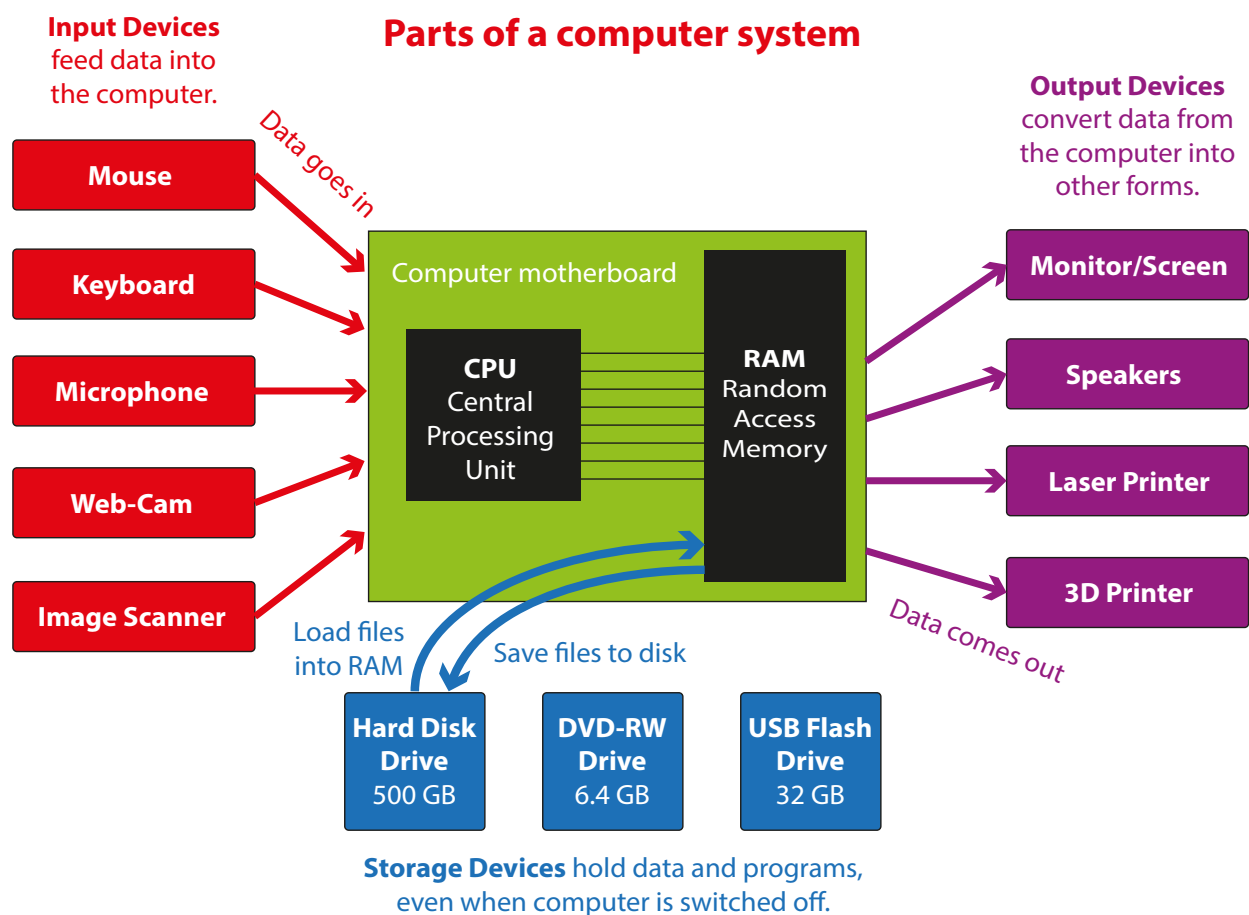 Parts of a computer system
Input Devices
feed data into
the computer.
Data goes in
Mouse
Keyboard
Microphone
Web-Cam
Image Scanner
Computer motherboard
CPU
Central
Processing
Unit
RAM
Random
Access
Memory
Output Devices
convert data from
the computer into
other forms.
Monitor/Screen
Speakers
Laser Printer
3D Printer
Data comes out
Load files
into RAM
Save files to disk
Hard Disk
Drive
500 GB
DVD-RW
Drive
6.4 GB
USB Flash
Drive
32 GB
Storage Devices hold data and programs,
even when computer is switched off.